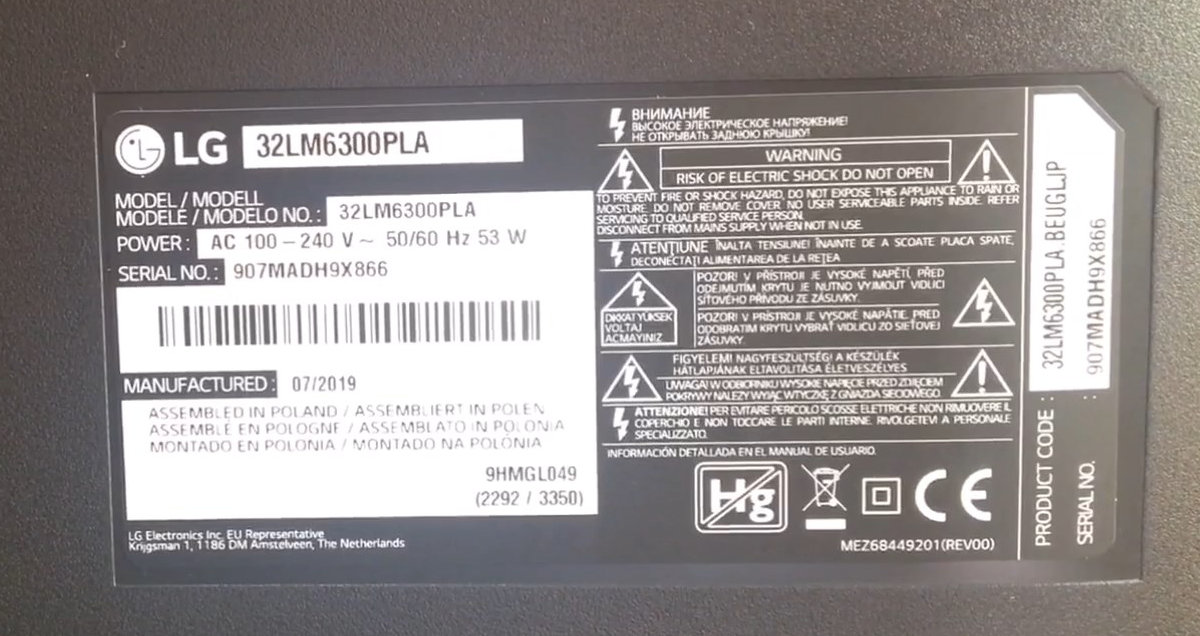 LG 32LM6300PLA
MODEL / MODELL
MODELE / MODELO NO. : 32LM6300PLA
POWER : AC 100 – 240 V ~ 50/60 Hz 53 W
SERIAL NO. : 907MADH9X866
MANUFACTURED : 07/2019
ASSEMBLED IN POLAND / ASSEMBLIERT IN POLEN
ASSEMBLÉ EN POLOGNE / ASSEMBLATO IN POLONIA
MONTADO EN POLONIA / MONTADO NA POLÔNIA
9HMGL049
(2292 / 3350)
LG Electronics Inc. EU Representative
Krijgsman 1, 1186 DM Amstelveen, The Netherlands
ВНИМАНИЕ
ВЫСОКОЕ ЭЛЕКТРИЧЕСКОЕ НАПРЯЖЕНИЕ!
НЕ ОТКРЫВАТЬ ЗАДНЮЮ КРЫШКУ!
WARNING
RISK OF ELECTRIC SHOCK DO NOT OPEN
TO PREVENT FIRE OR SHOCK HAZARD, DO NOT EXPOSE THIS APPLIANCE TO RAIN OR
MOISTURE. DO NOT REMOVE COVER. NO USER SERVICEABLE PARTS INSIDE. REFER
SERVICING TO QUALIFIED SERVICE PERSON.
DISCONNECT FROM MAINS SUPPLY WHEN NOT IN USE.
ATENȚIUNE ÎNALTA TENSIUNE! ÎNAINTE DE A SCOATE PLACA SPATE,
DECONECTAȚI ALIMENTAREA DE LA REȚEA
DIKKAT YÜKSEK
VOLTAJ
AÇMAYINIZ
POZOR! V PŘÍSTROJI JE VYSOKÉ NAPĚTÍ, PŘED
ODEJMUTÍM KRYTU JE NUTNO VYJMOUT VIDLICI
SÍŤOVÉHO PŘÍVODU ZE ZÁSUVKY.
POZOR! V PRÍSTROJI JE VYSOKÉ NAPÄTIE, PRED
ODOBRATÍM KRYTU VYBRAŤ VIDLICU ZO SIEŤOVEJ
ZÁSUVKY.
FIGYELEM! NAGYFESZÜLTSÉG! A KÉSZÜLÉK
HÁTLAPJÁNAK ELTÁVOLÍTÁSA ÉLETVESZÉLYES
UWAGA! W ODBIORNIKU WYSOKIE NAPIĘCIE PRZED ZDJĘCIEM
POKRYWY NALEŻY WYJĄĆ WTYCZKĘ Z GNIAZDA SIECIOWEGO
ATTENZIONE! PER EVITARE PERICOLO SCOSSE ELETTRICHE NON RIMUOVERE IL
COPERCHIO E NON TOCCARE LE PARTI INTERNE. RIVOLGETEVI A PERSONALE
SPECIALIZZATO.
INFORMACIÓN DETALLADA EN EL MANUAL DE USUARIO.
Hg CE
MEZ68449201(REV00)
PRODUCT CODE : 32LM6300PLA.BEUGLJP
SERIAL NO. : 907MADH9X866